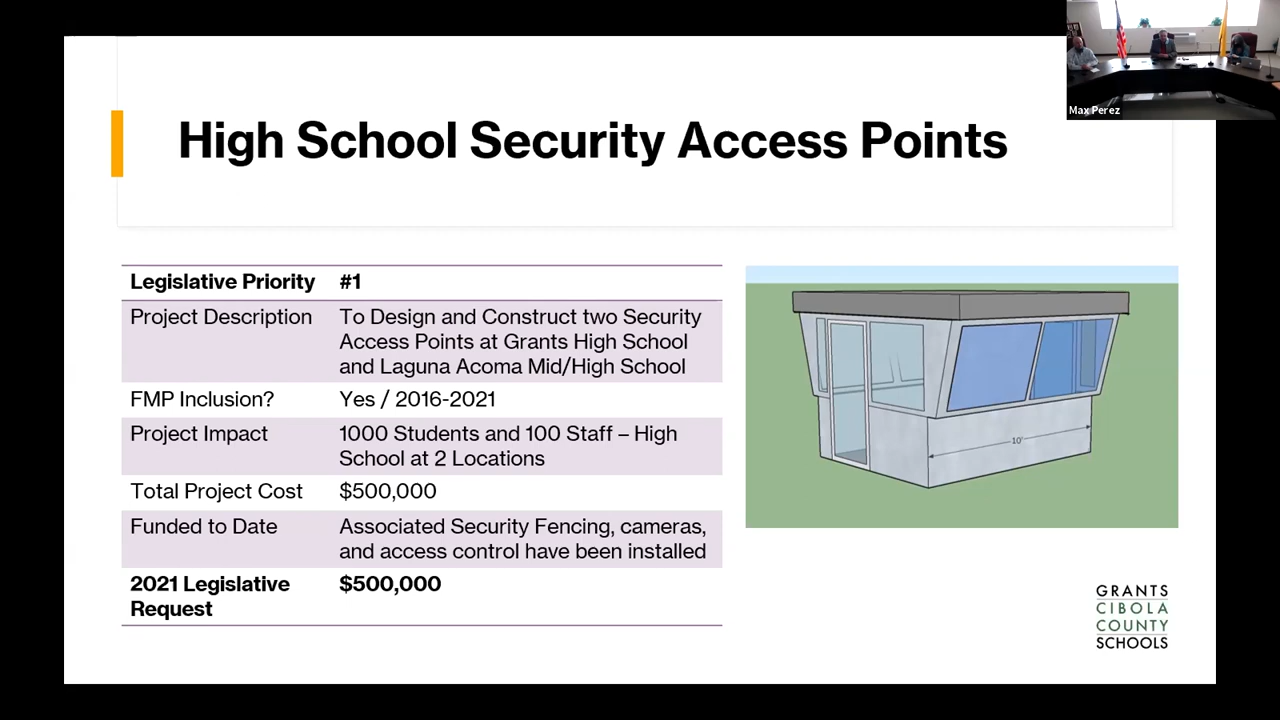 Max Perez
High School Security Access Points
Legislative Priority #1
Project Description To Design and Construct two Security
Access Points at Grants High School
and Laguna Acoma Mid/High School
FMP Inclusion? Yes / 2016-2021
Project Impact 1000 Students and 100 Staff – High
School at 2 Locations
Total Project Cost $500,000
Funded to Date Associated Security Fencing, cameras,
and access control have been installed
2021 Legislative $500,000
Request
10'
GRANTS
CIBOLA
COUNTY
SCHOOLS